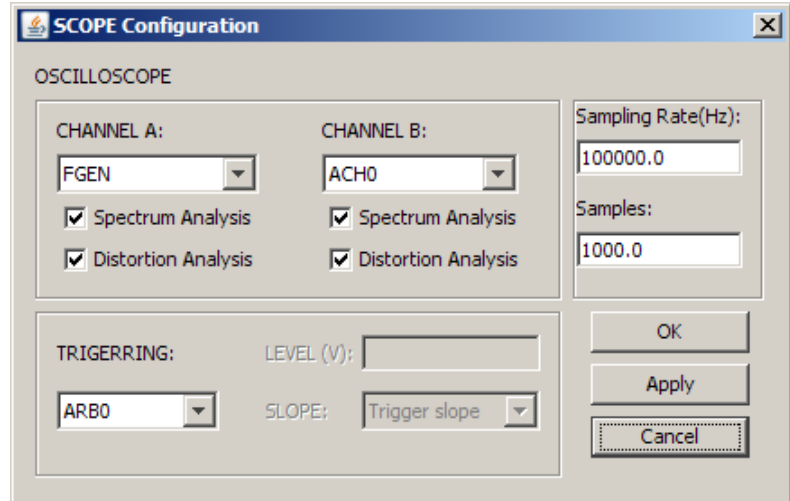 SCOPE Configuration
OSCILLOSCOPE
CHANNEL A:
FGEN
Spectrum Analysis
Distortion Analysis
CHANNEL B:
ACH0
Spectrum Analysis
Distortion Analysis
Sampling Rate(Hz):
100000.0
Samples:
1000.0
TRIGERRING:
ARB0
LEVEL (V):
SLOPE:
Trigger slope
OK
Apply
Cancel